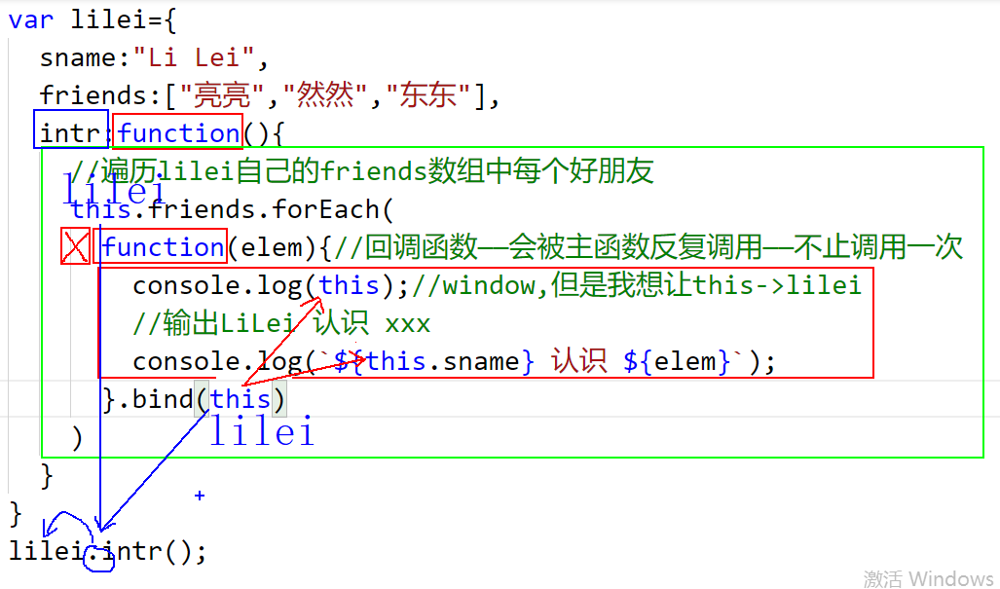 var lilei={
sname:"Li Lei",
friends:["亮亮","然然","东东"],
intr:function(){
//遍历lilei自己的friends数组中每个好朋友
lilei
this.friends.forEach(
function(elem){//回调函数——会被主函数反复调用——不止调用一次
console.log(this);//window,但是我想让this->lilei
//输出LiLei 认识 xxx
console.log(`${this.sname} 认识 ${elem}`);
}.bind(this)
lilei
)
}
}
lilei.intr();
激活 Windows